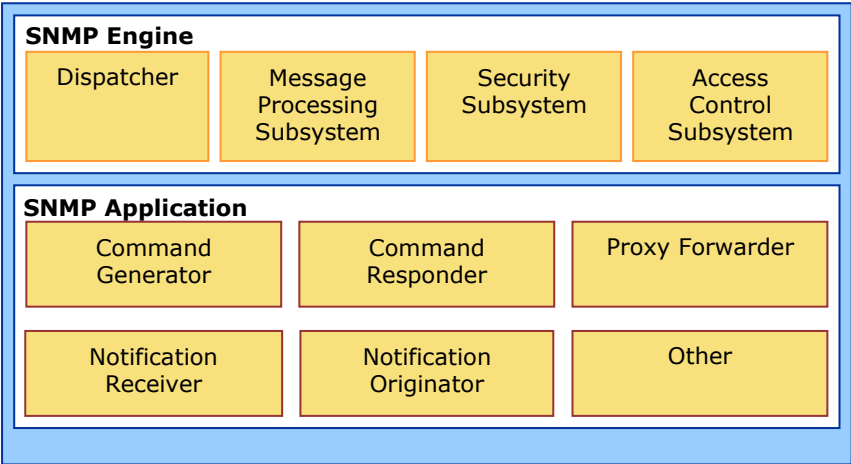 SNMP Engine
Dispatcher
Message
Processing
Subsystem
Security
Subsystem
Access
Control
Subsystem
SNMP Application
Command
Generator
Command
Responder
Proxy Forwarder
Notification
Receiver
Notification
Originator
Other